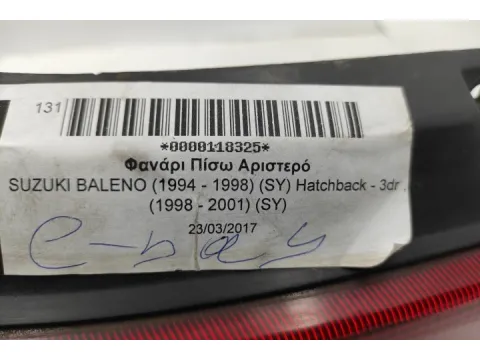 131
*0000118325*
Φανάρι Πίσω Αριστερό
SUZUKI BALENO (1994 - 1998) (SY) Hatchback - 3dr
(1998 - 2001) (SY)
23/03/2017
e-bay